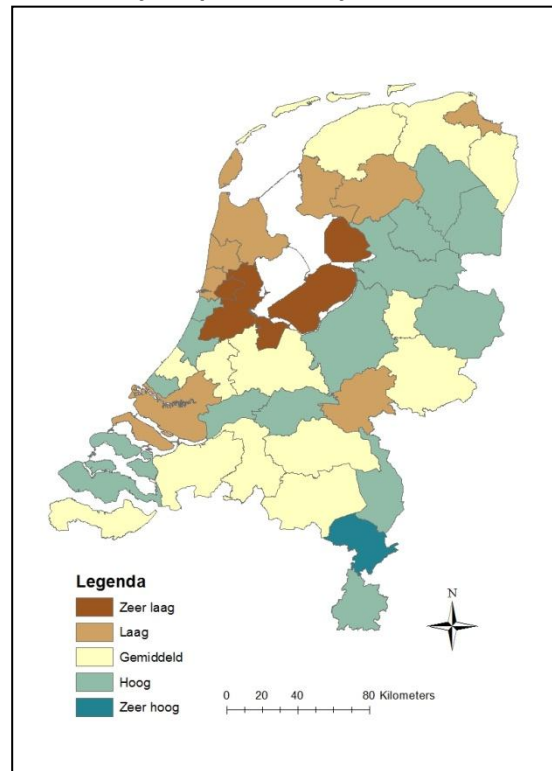 N
Legenda
Zeer laag
Laag
Gemiddeld
Hoog
Zeer hoog
0 20 40 80 Kilometers